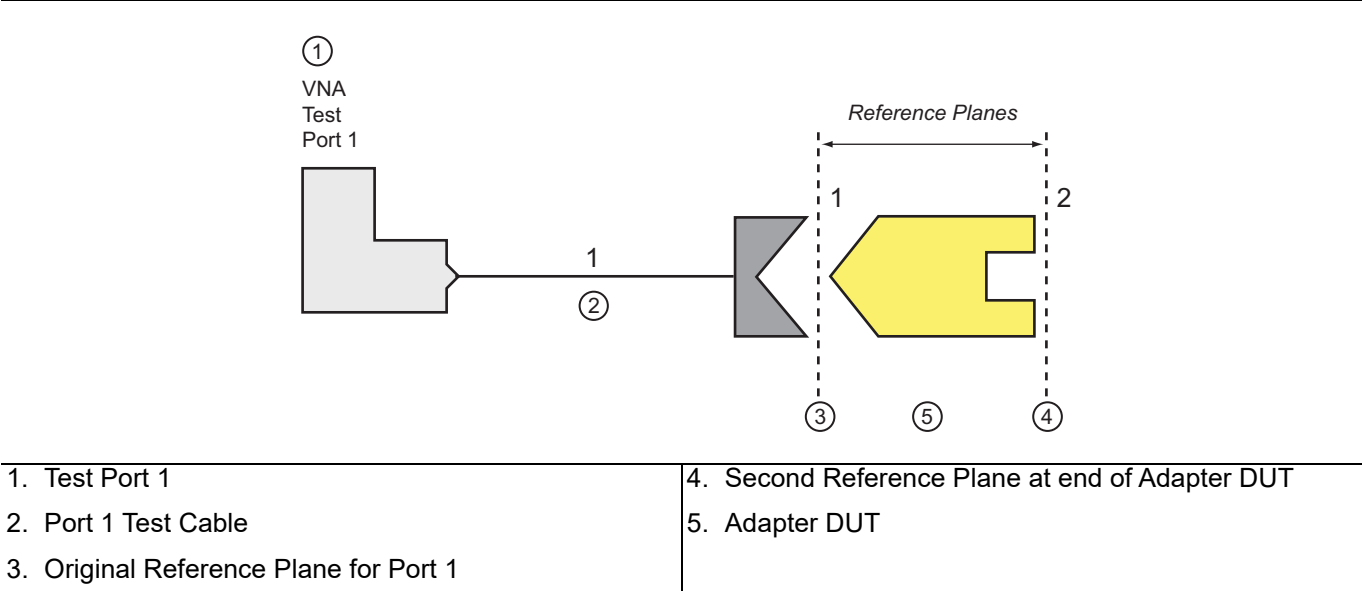 ①
VNA
Test
Port 1
Reference Planes
1
2
1
②
③
⑤
④
1. Test Port 1
2. Port 1 Test Cable
3. Original Reference Plane for Port 1
4. Second Reference Plane at end of Adapter DUT
5. Adapter DUT